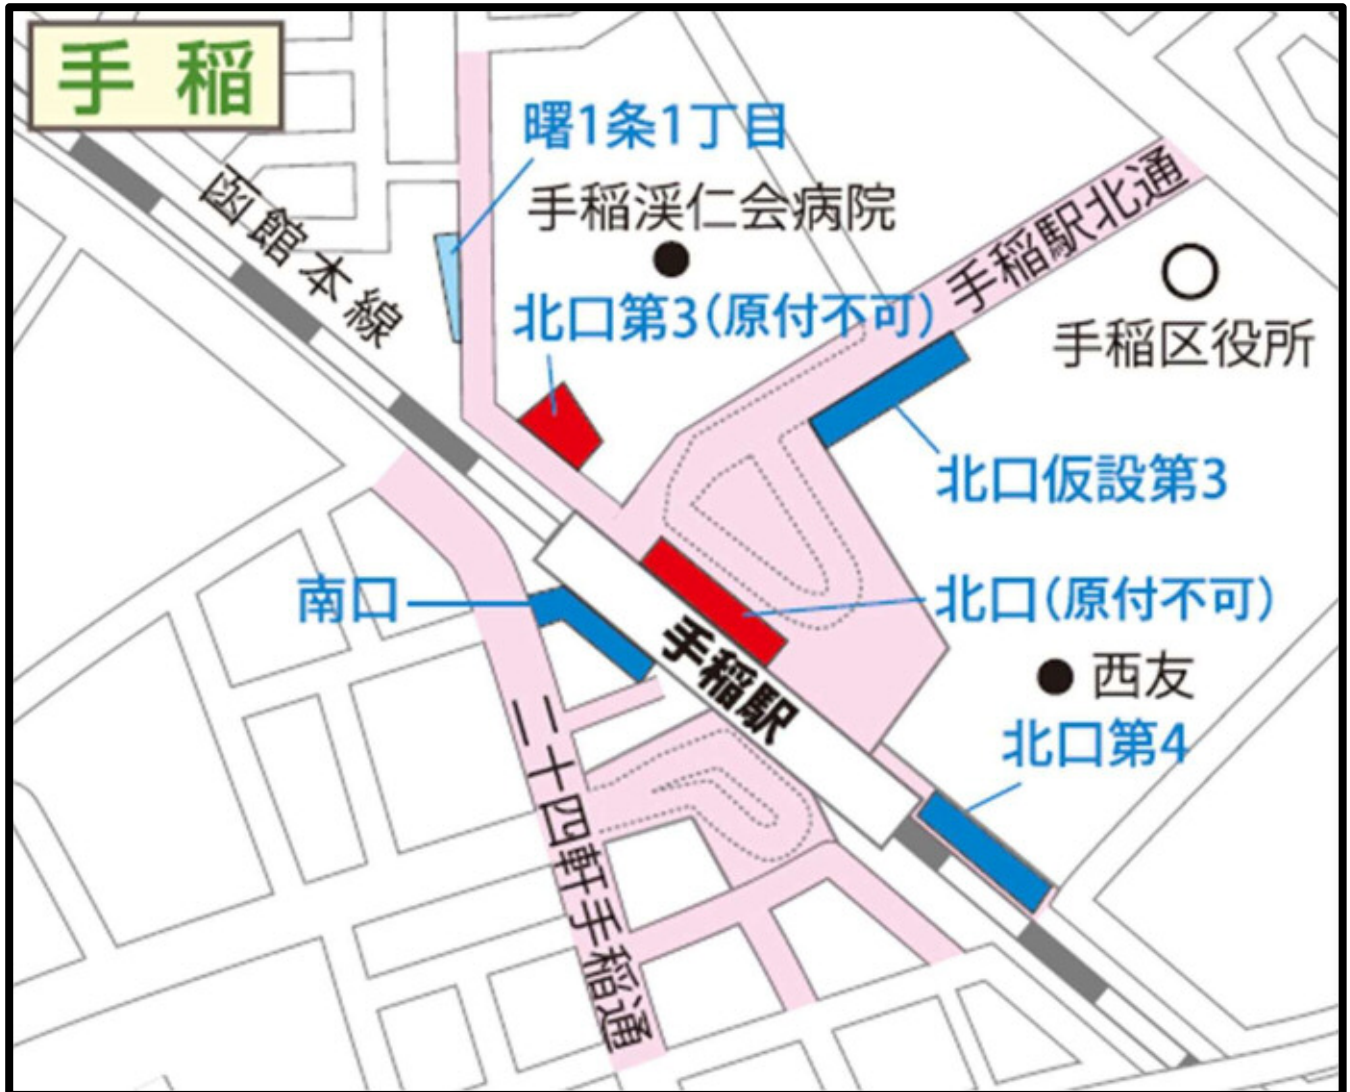 手稲
曙1条1丁目
手稲渓仁会病院
函館本線
手稲駅北通
北口第3(原付不可)
手稲区役所
北口仮設第3
南口
北口(原付不可)
手稲駅
西友
北口第4
二十四軒手稲通